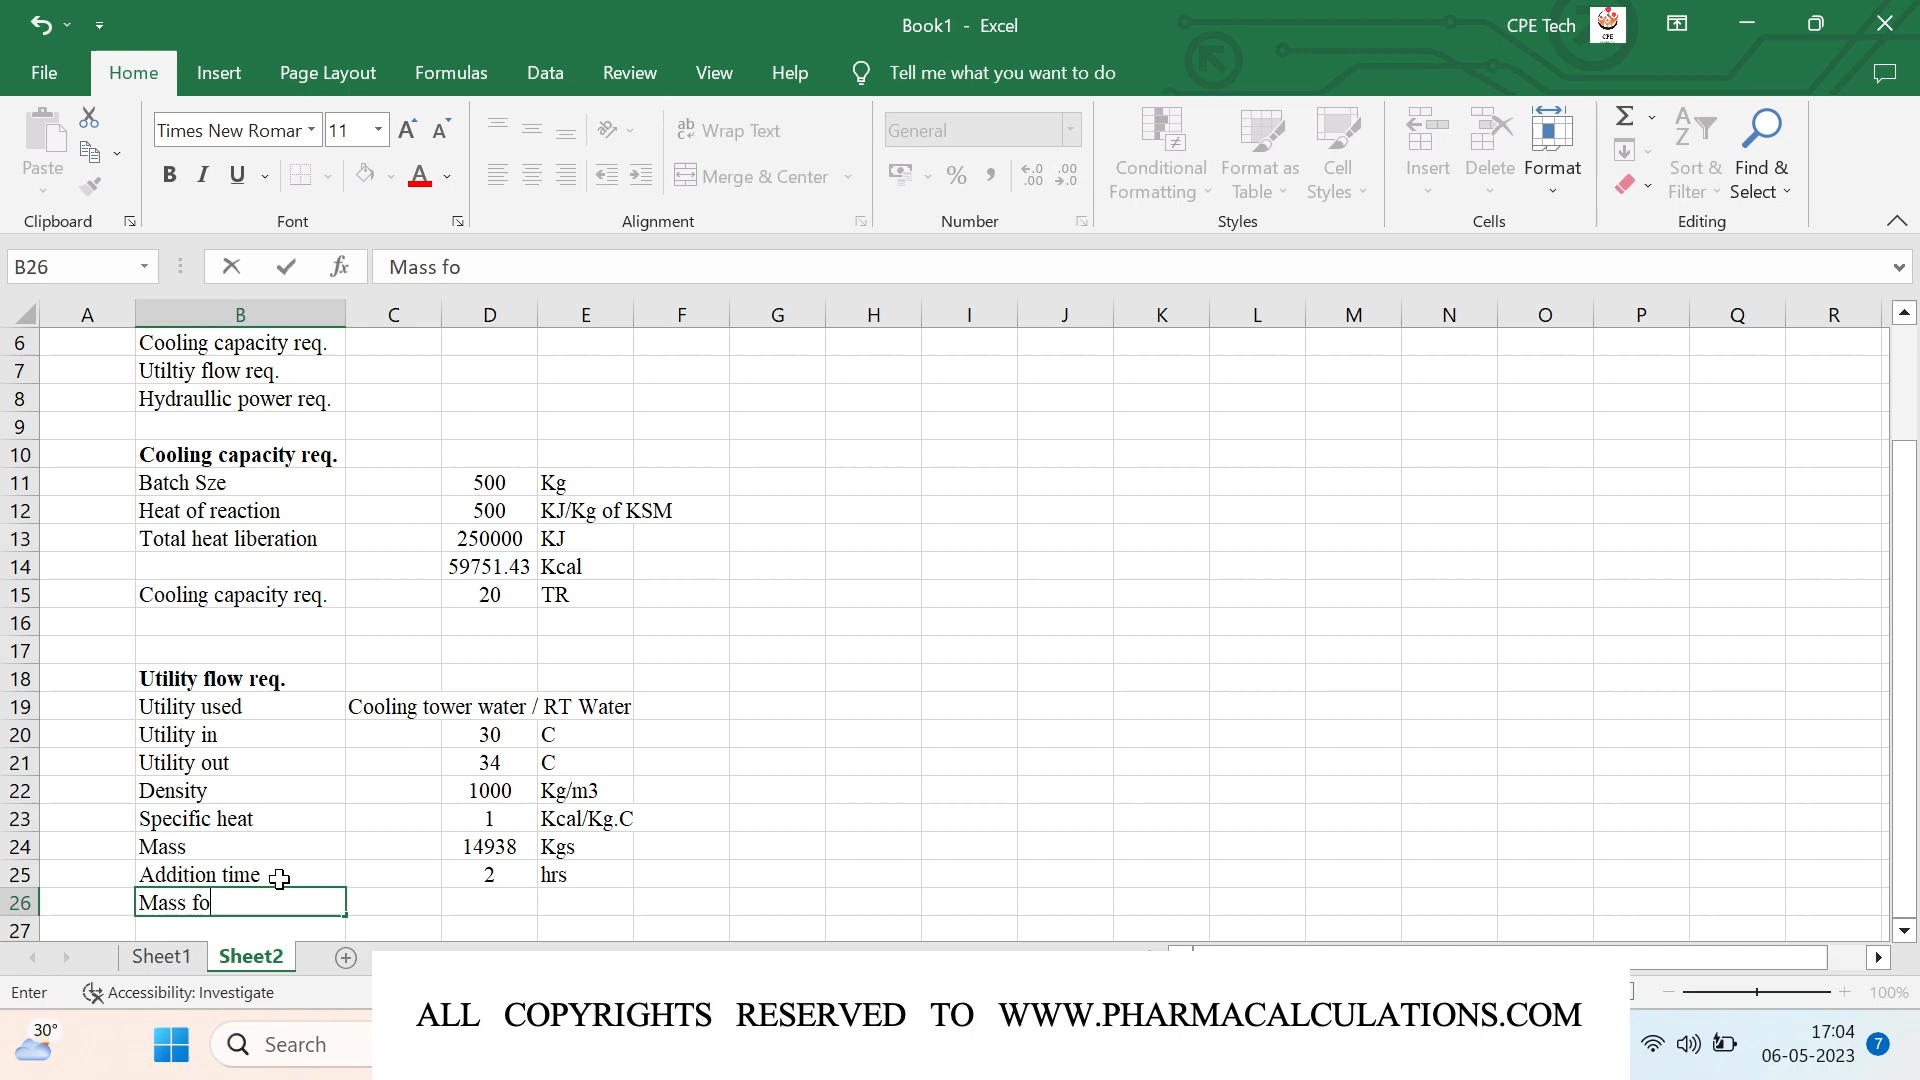 Book1 - Excel
CPE Tech
CPE
File Home Insert Page Layout Formulas Data Review View Help Tell me what you want to do
Paste
Clipboard
Times New Romar 11
B I U
Font
Wrap Text
Merge & Center
Alignment
General
% ,
Number
Conditional Formatting
Format as Table
Cell Styles
Styles
Insert Delete Format
Cells
Sort & Filter
Find & Select
Editing
B26
fx
Mass fo
A B C D E F G H I J K L M N O P Q R
6 Cooling capacity req.
7 Utiltiy flow req.
8 Hydraullic power req.
9
10 Cooling capacity req.
11 Batch Sze 500 Kg
12 Heat of reaction 500 KJ/Kg of KSM
13 Total heat liberation 250000 KJ
14 59751.43 Kcal
15 Cooling capacity req. 20 TR
16
17
18 Utility flow req.
19 Utility used Cooling tower water / RT Water
20 Utility in 30 C
21 Utility out 34 C
22 Density 1000 Kg/m3
23 Specific heat 1 Kcal/Kg.C
24 Mass 14938 Kgs
25 Addition time 2 hrs
26 Mass fo
27
Sheet1 Sheet2
Enter Accessibility: Investigate
100%
ALL COPYRIGHTS RESERVED TO WWW.PHARMACALCULATIONS.COM
30°
Search
17:04
06-05-2023
7